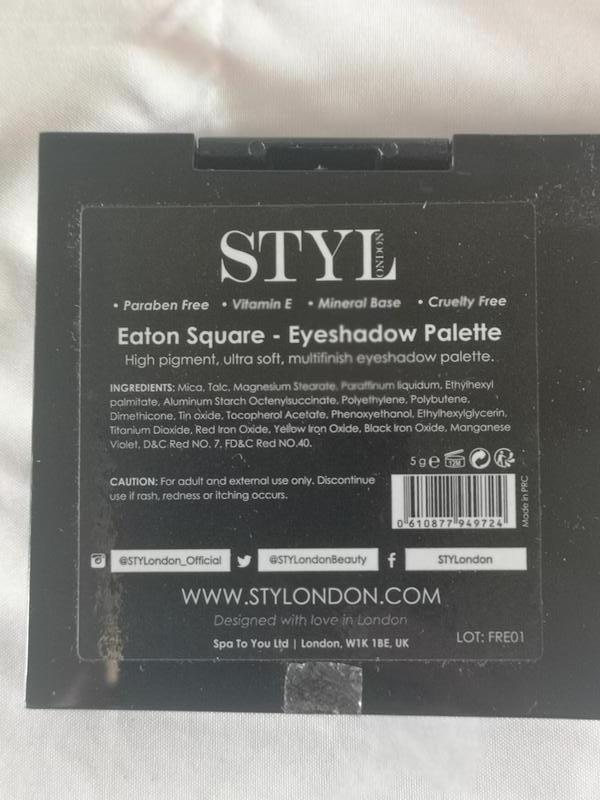 STYL
LONDON
• Paraben Free • Vitamin E • Mineral Base • Cruelty Free
Eaton Square - Eyeshadow Palette
High pigment, ultra soft, multifinish eyeshadow palette.
INGREDIENTS: Mica, Talc, Magnesium Stearate, Paraffinum liquidum, Ethylhexyl
palmitate, Aluminum Starch Octenylsuccinate, Polyethylene, Polybutene,
Dimethicone, Tin oxide, Tocopherol Acetate, Phenoxyethanol, Ethylhexylglycerin,
Titanium Dioxide, Red Iron Oxide, Yellow Iron Oxide, Black Iron Oxide, Manganese
Violet, D&C Red NO. 7, FD&C Red NO.40.
5 g e 12M
CAUTION: For adult and external use only. Discontinue
use if rash, redness or itching occurs.
0 610877 949724
Made in PRC
@STYLondon_Official @STYLondonBeauty f STYLondon
WWW.STYLONDON.COM
Designed with love in London
Spa To You Ltd | London, W1K 1BE, UK
LOT: FRE01